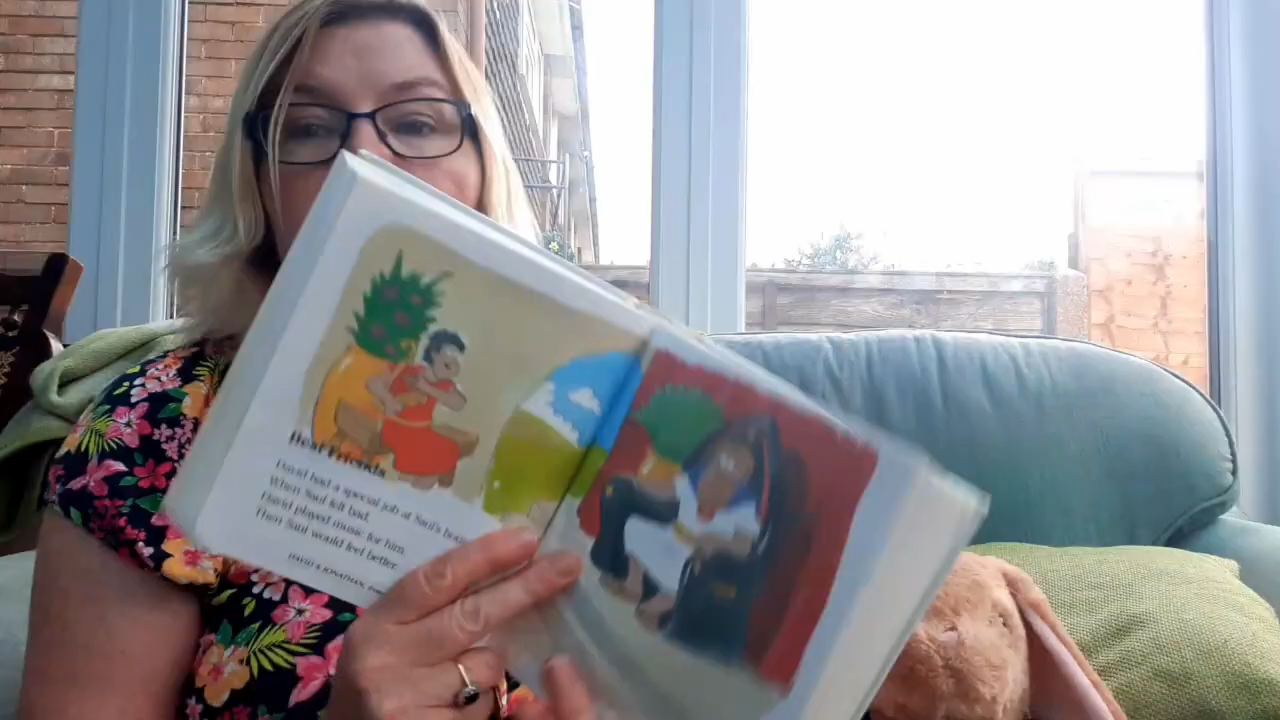 Best Friends
David had a special job at Saul's
When Saul felt bad,
David played music for him.
Then Saul would feel better.
DAVID & JONATHAN,